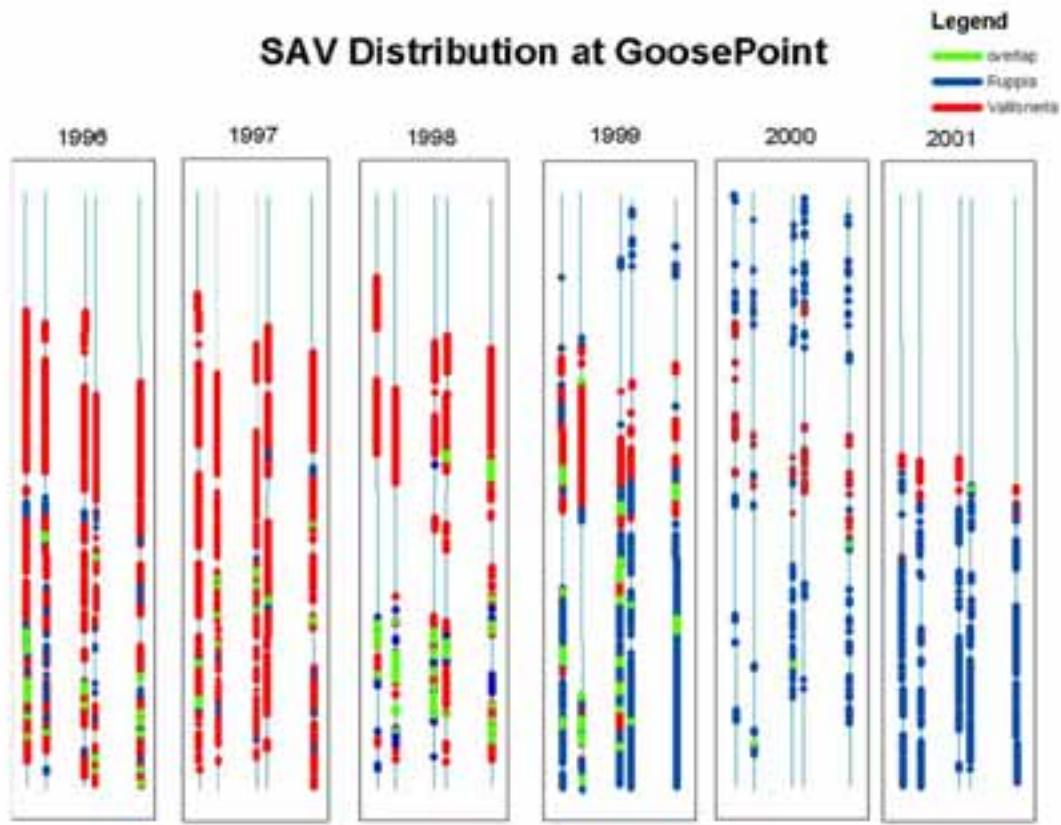 Legend
SAV Distribution at GoosePoint
overlap
Ruppia
Vallisneria
1996
1997
1998
1999
2000
2001